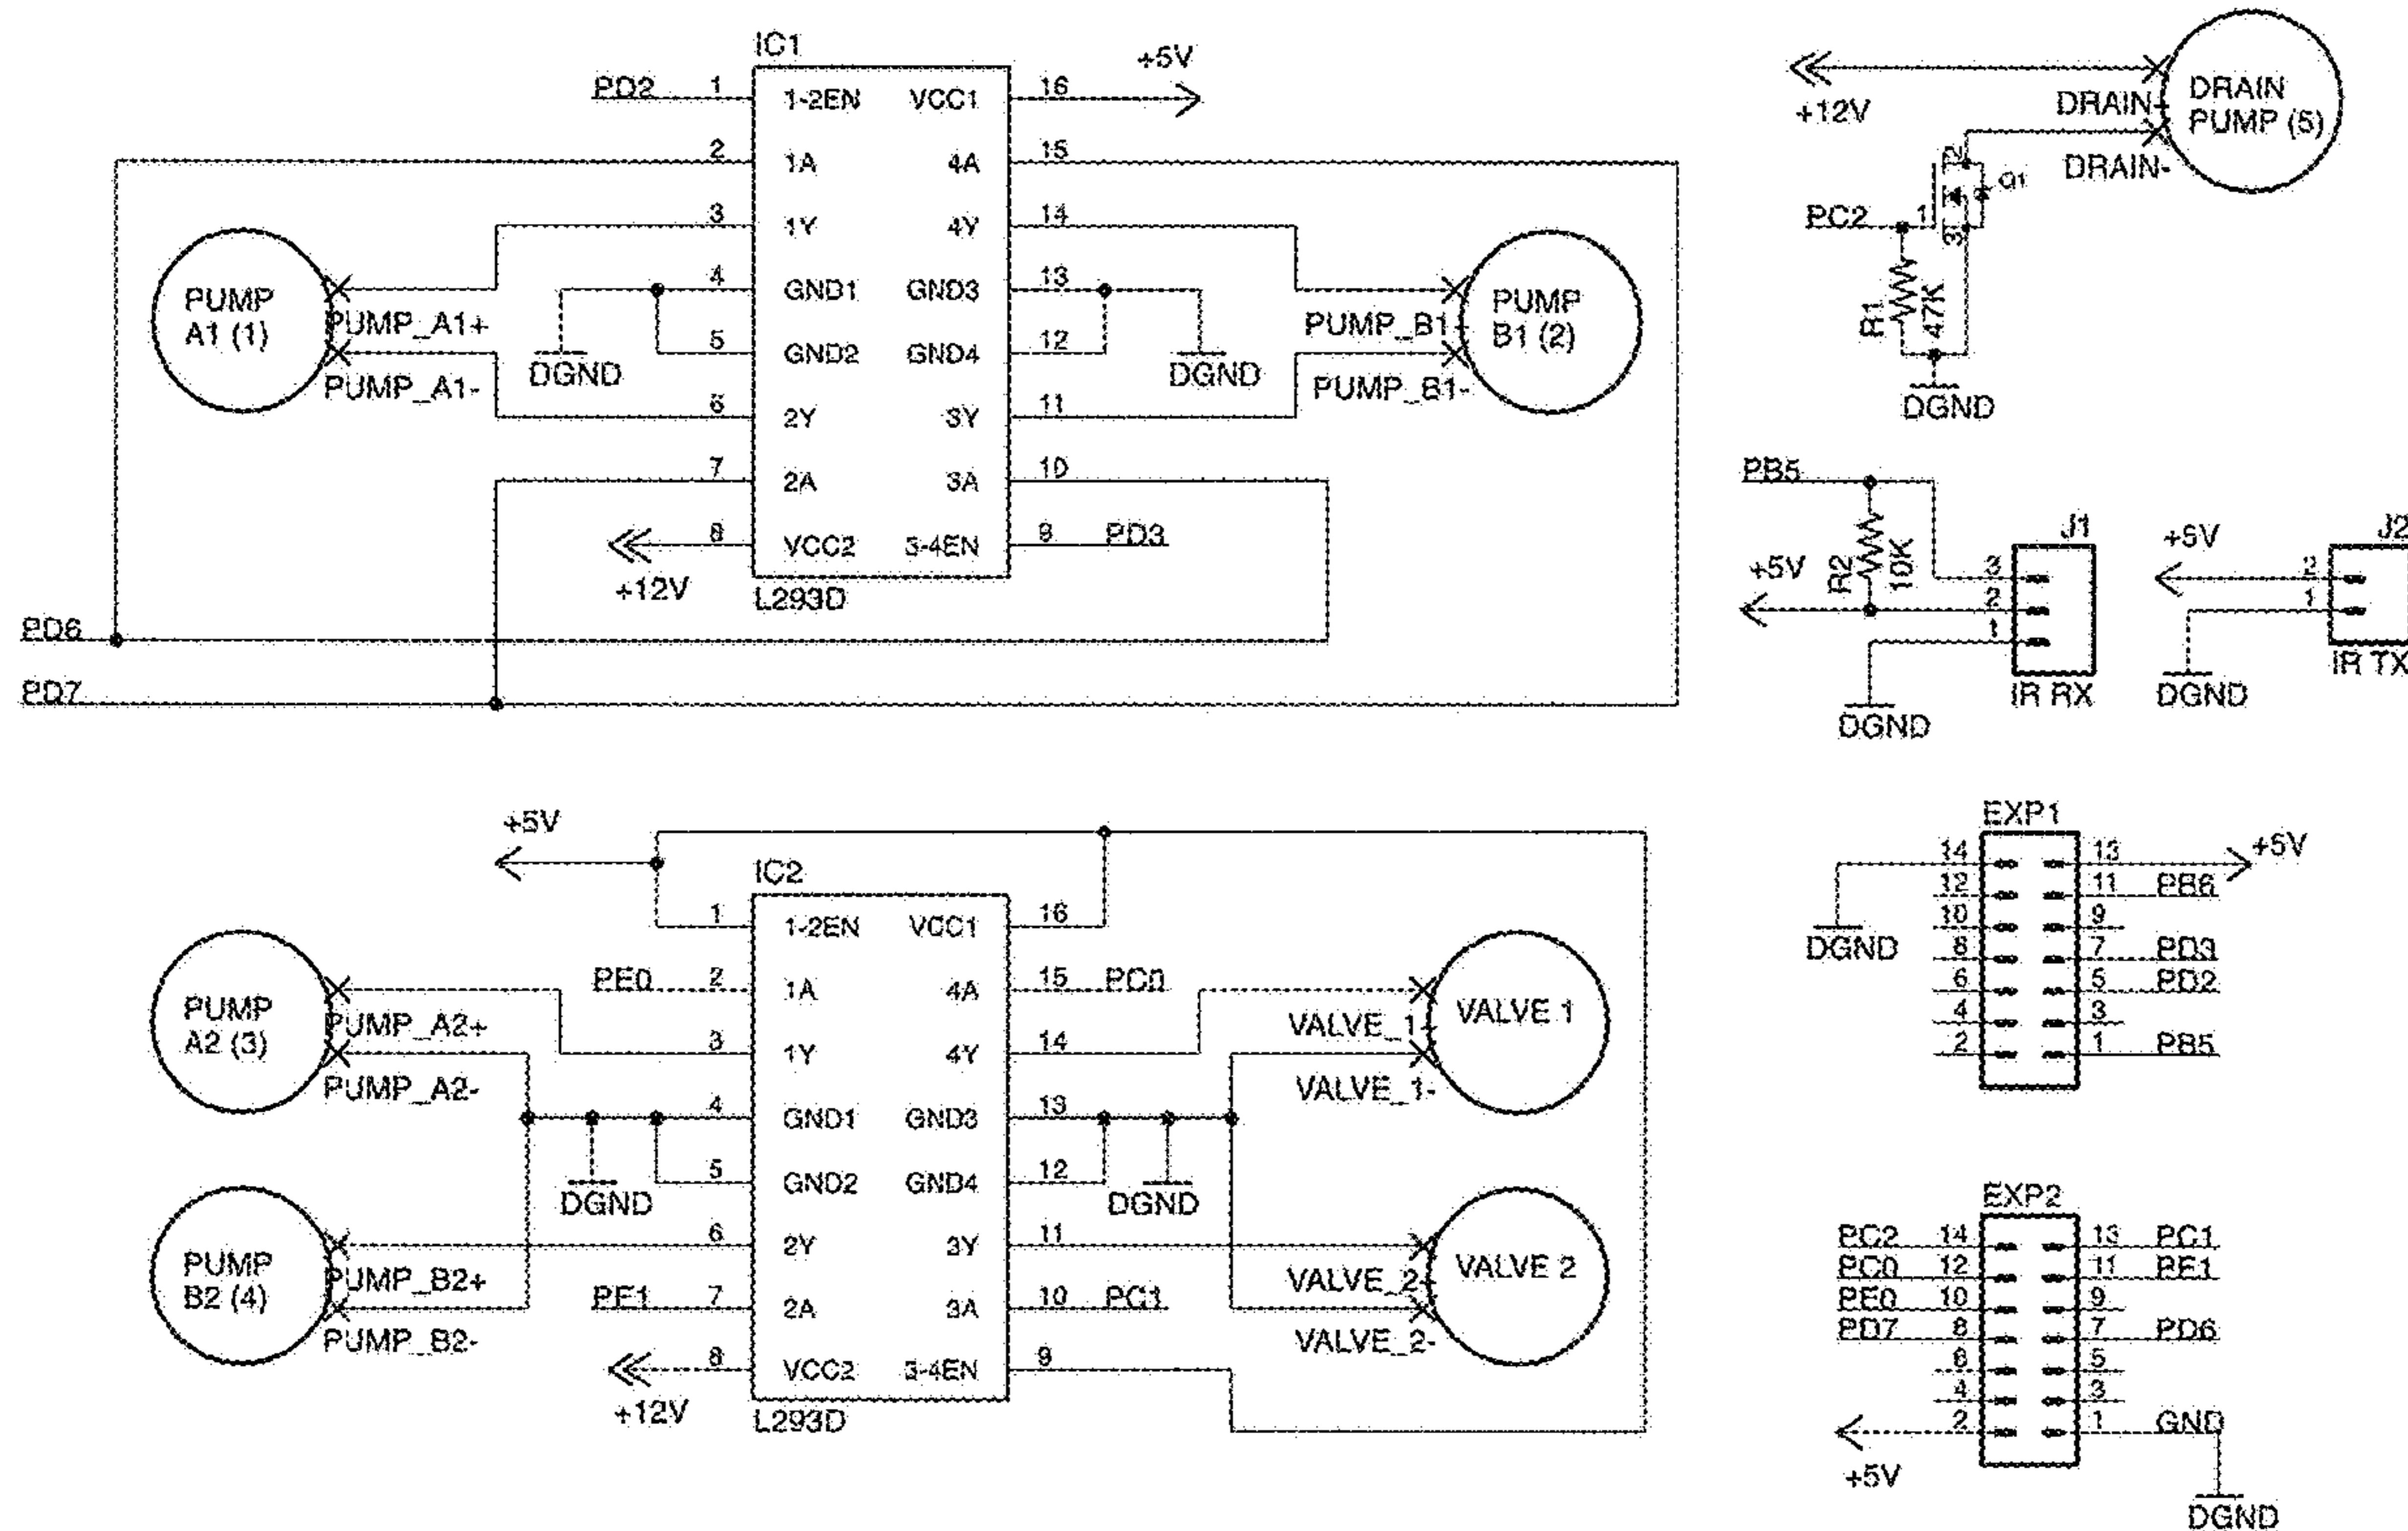 IC1
PD2 1 1-2EN VCC1 16 +5V
2 1A 4A 15
3 1Y 4Y 14
4 GND1 GND3 13
5 GND2 GND4 12
6 2Y 3Y 11
7 2A 3A 10
8 VCC2 3-4EN 9 PD3
+12V
L293D
PUMP
A1 (1)
PUMP_A1+
PUMP_A1-
DGND
DGND
PUMP_B1+
PUMP_B1-
PUMP
B1 (2)
PD6
PD7
+12V
DRAIN+
DRAIN-
DRAIN
PUMP (5)
PC2 1
2
3
Q1
R1
47K
DGND
PB5
+5V
R2
10K
J1
3
2
1
IR RX
DGND
+5V
J2
2
1
IR TX
DGND
+5V
IC2
1 1-2EN VCC1 16
PE0 2 1A 4A 15 PC0
3 1Y 4Y 14
4 GND1 GND3 13
5 GND2 GND4 12
6 2Y 3Y 11
PE1 7 2A 3A 10 PC1
8 VCC2 3-4EN 9
+12V
L293D
PUMP
A2 (3)
PUMP_A2+
PUMP_A2-
DGND
PUMP
B2 (4)
PUMP_B2+
PUMP_B2-
DGND
VALVE_1+
VALVE_1-
VALVE 1
VALVE_2+
VALVE_2-
VALVE 2
EXP1
14 13 +5V
12 11 PB6
10 9
8 7 PD3
6 5 PD2
4 3
2 1 PB5
DGND
EXP2
PC2 14 13 PC1
PC0 12 11 PE1
PE0 10 9
PD7 8 7 PD6
6 5
4 3
2 1 GND
+5V
DGND